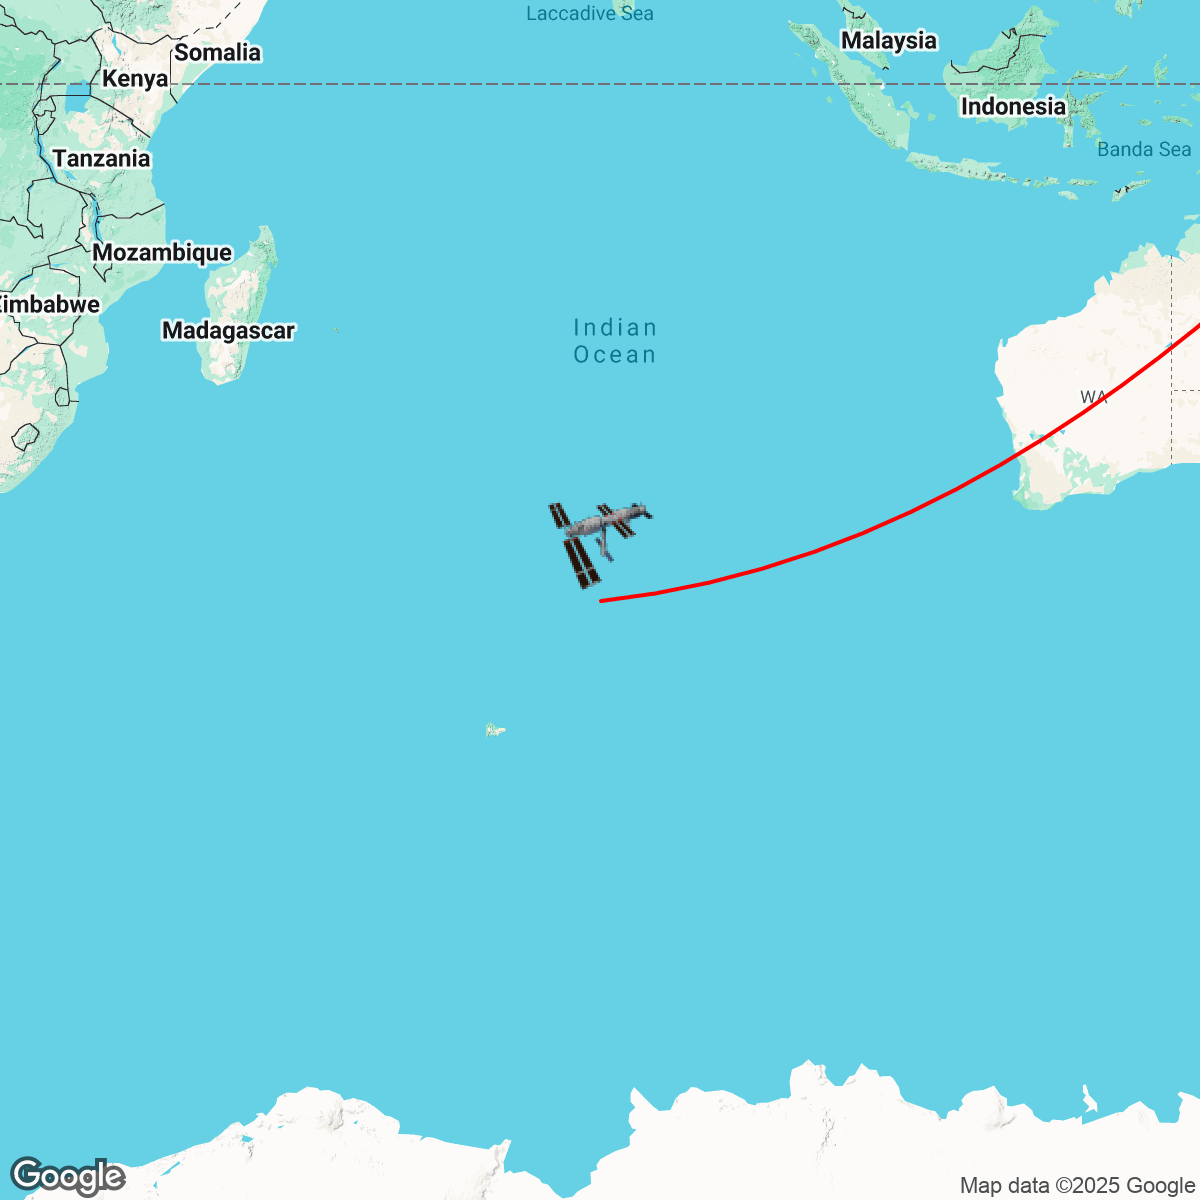 Laccadive Sea
Somalia
Malaysia
Kenya
Indonesia
Banda Sea
Tanzania
Mozambique
Zimbabwe
Madagascar
Indian
Ocean
WA
Google
Map data ©2025 Google